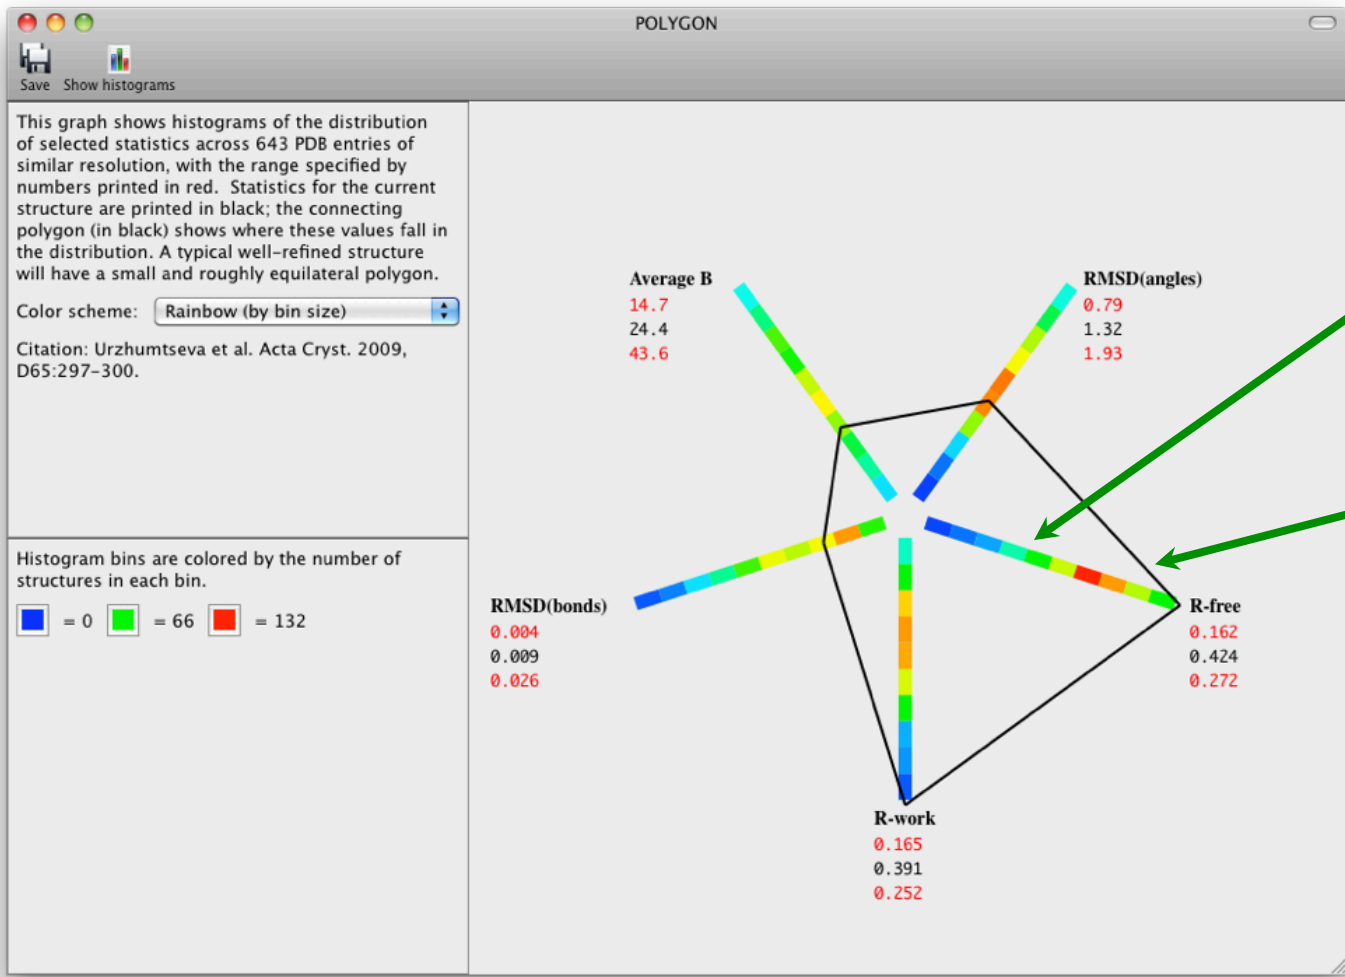 POLYGON
Save Show histograms
This graph shows histograms of the distribution
of selected statistics across 643 PDB entries of
similar resolution, with the range specified by
numbers printed in red. Statistics for the current
structure are printed in black; the connecting
polygon (in black) shows where these values fall in
the distribution. A typical well-refined structure
will have a small and roughly equilateral polygon.
Color scheme: Rainbow (by bin size)
Citation: Urzhumtseva et al. Acta Cryst. 2009,
D65:297-300.
Histogram bins are colored by the number of
structures in each bin.
= 0 = 66 = 132
Average B
14.7
24.4
43.6
RMSD(angles)
0.79
1.32
1.93
RMSD(bonds)
0.004
0.009
0.026
R-free
0.162
0.424
0.272
R-work
0.165
0.391
0.252